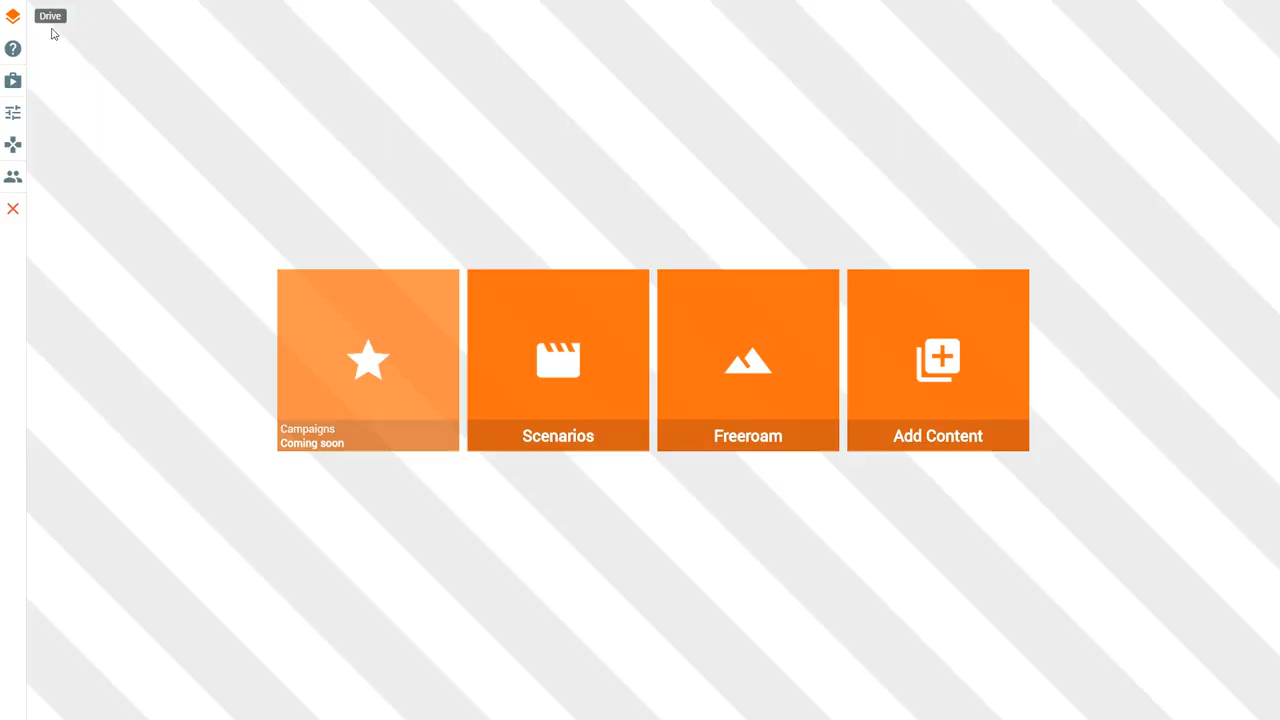 Drive
Campaigns
Coming soon
Scenarios
Freeroam
Add Content